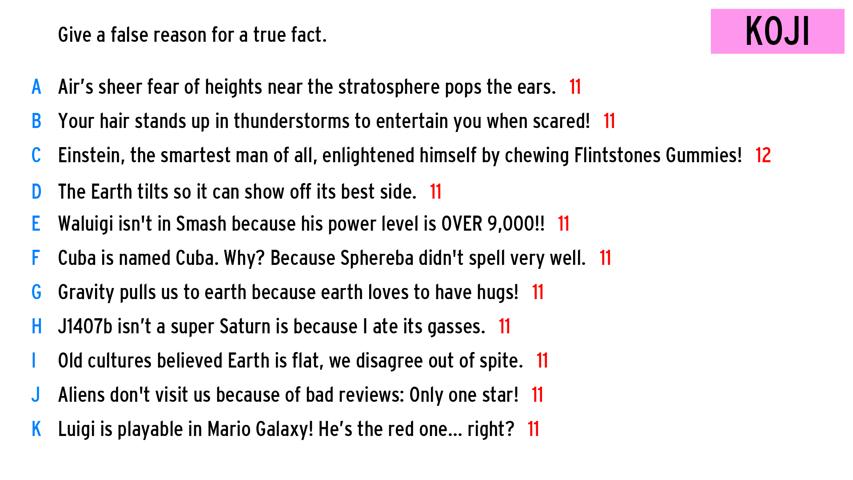 Give a false reason for a true fact.
KOJI
A Air’s sheer fear of heights near the stratosphere pops the ears. 11
B Your hair stands up in thunderstorms to entertain you when scared! 11
C Einstein, the smartest man of all, enlightened himself by chewing Flintstones Gummies! 12
D The Earth tilts so it can show off its best side. 11
E Waluigi isn't in Smash because his power level is OVER 9,000!! 11
F Cuba is named Cuba. Why? Because Sphereba didn't spell very well. 11
G Gravity pulls us to earth because earth loves to have hugs! 11
H J1407b isn’t a super Saturn is because I ate its gasses. 11
I Old cultures believed Earth is flat, we disagree out of spite. 11
J Aliens don't visit us because of bad reviews: Only one star! 11
K Luigi is playable in Mario Galaxy! He’s the red one... right? 11